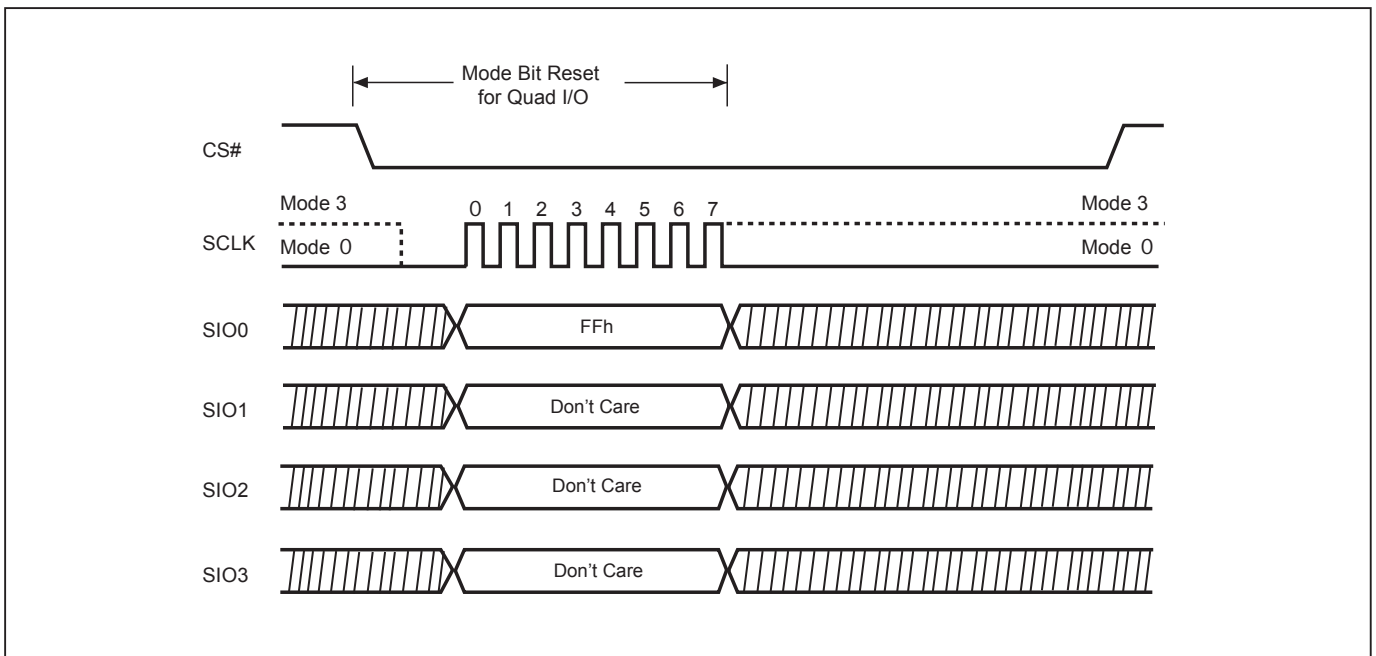 Mode Bit Reset
for Quad I/O
CS#
Mode 3
0 1 2 3 4 5 6 7
Mode 3
SCLK
Mode 0
Mode 0
SIO0
FFh
SIO1
Don't Care
SIO2
Don't Care
SIO3
Don't Care